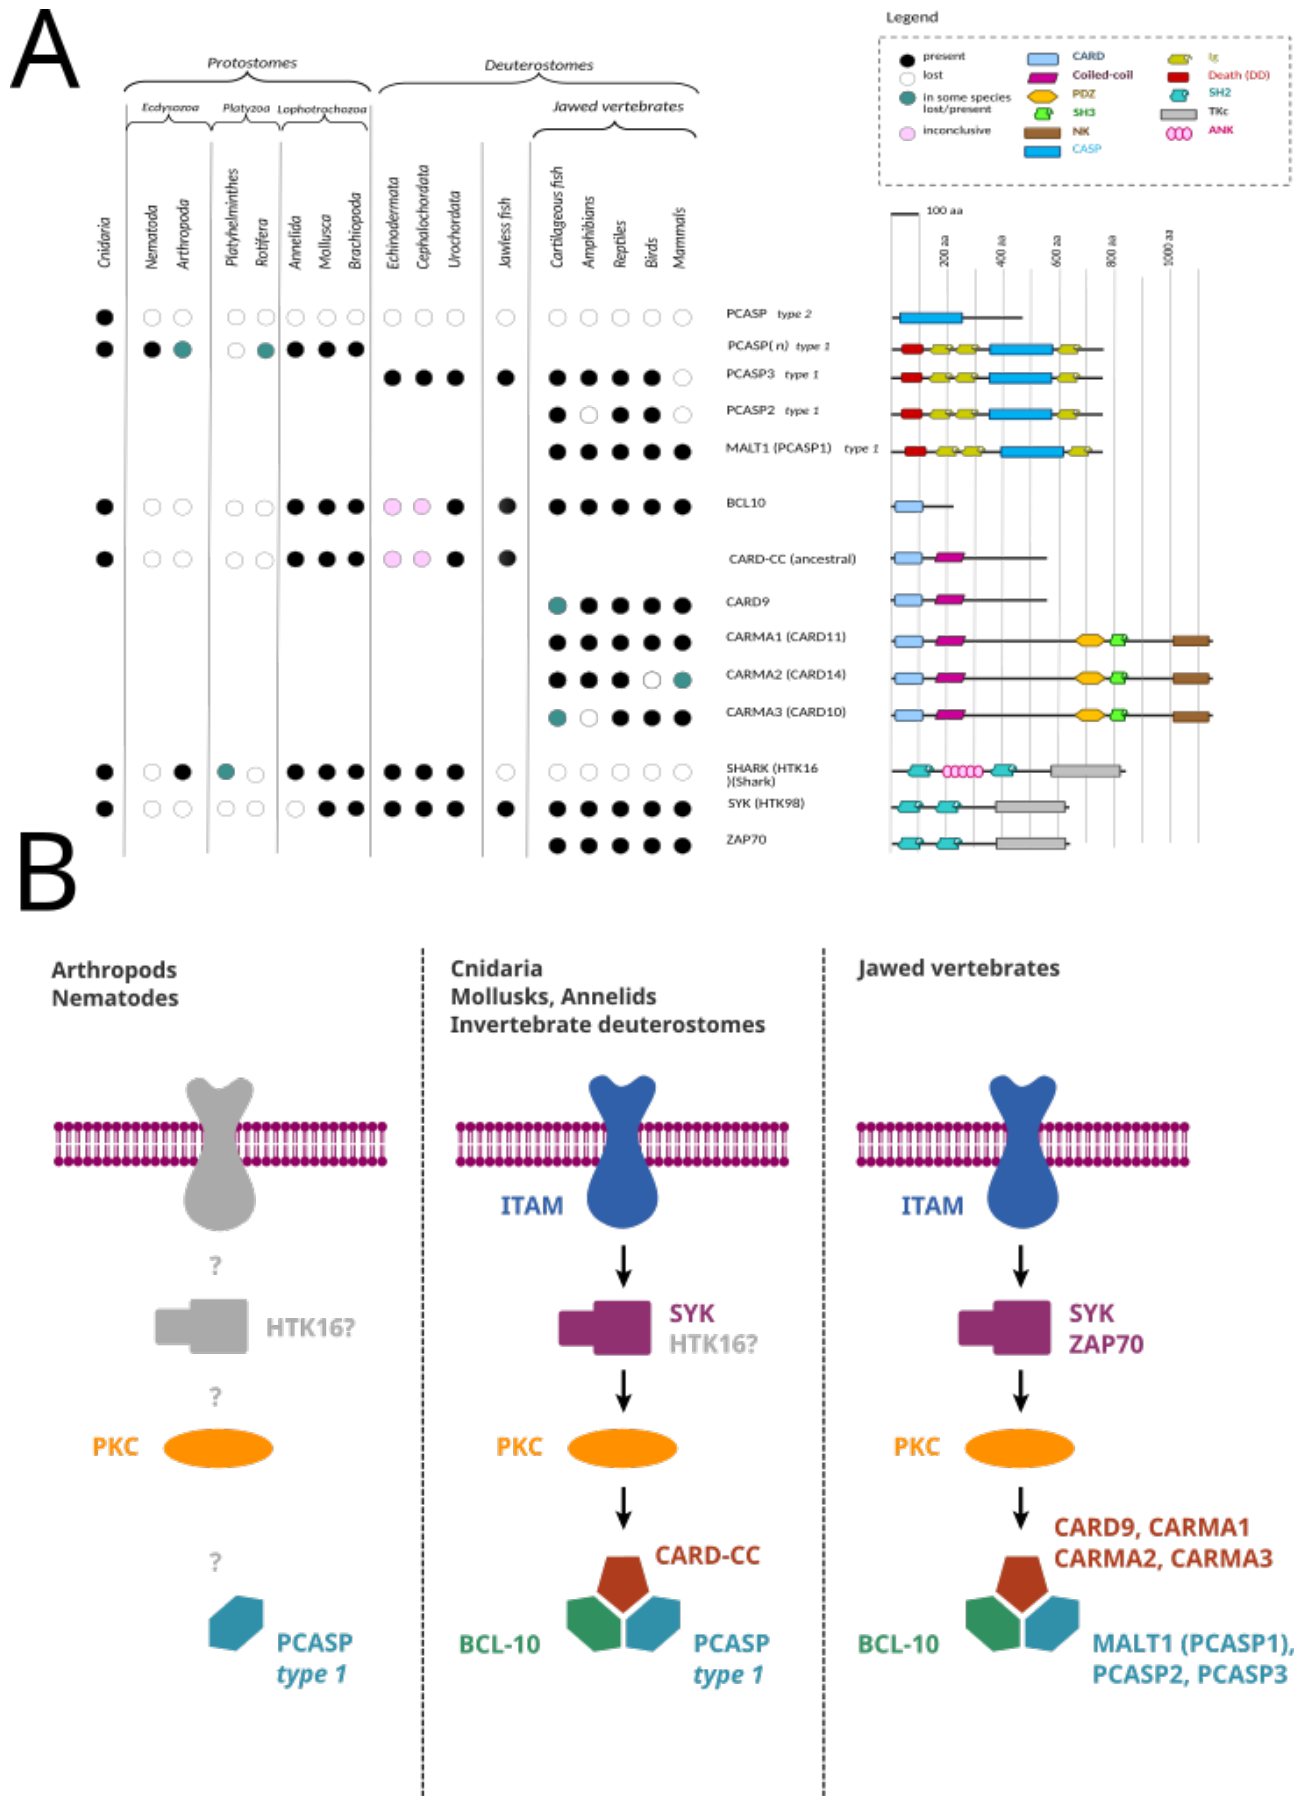 A
Legend
present
lost
in some species
lost/present
inconclusive
CARD
Coiled-coil
PDZ
SH3
NK
CASP
Ig
Death (DD)
SH2
TKc
ANK
Protostomes
Deuterostomes
Ecdysozoa
Platyzoa
Lophotrochozoa
Jawed vertebrates
Cnidaria
Nematoda
Arthropoda
Platyhelminthes
Rotifera
Annelida
Mollusca
Brachiopoda
Echinodermata
Cephalochordata
Urochordata
Jawless fish
Cartilageous fish
Amphibians
Reptiles
Birds
Mammals
100 aa
200 aa
400 aa
600 aa
800 aa
1000 aa
PCASP type 2
PCASP( n) type 1
PCASP3 type 1
PCASP2 type 1
MALT1 (PCASP1) type 1
BCL10
CARD-CC (ancestral)
CARD9
CARMA1 (CARD11)
CARMA2 (CARD14)
CARMA3 (CARD10)
SHARK (HTK16
)(Shark)
SYK (HTK98)
ZAP70
B
Arthropods
Nematodes
?
HTK16?
?
PKC
?
PCASP
type 1
Cnidaria
Mollusks, Annelids
Invertebrate deuterostomes
ITAM
SYK
HTK16?
PKC
CARD-CC
BCL-10
PCASP
type 1
Jawed vertebrates
ITAM
SYK
ZAP70
PKC
CARD9, CARMA1
CARMA2, CARMA3
BCL-10
MALT1 (PCASP1),
PCASP2, PCASP3